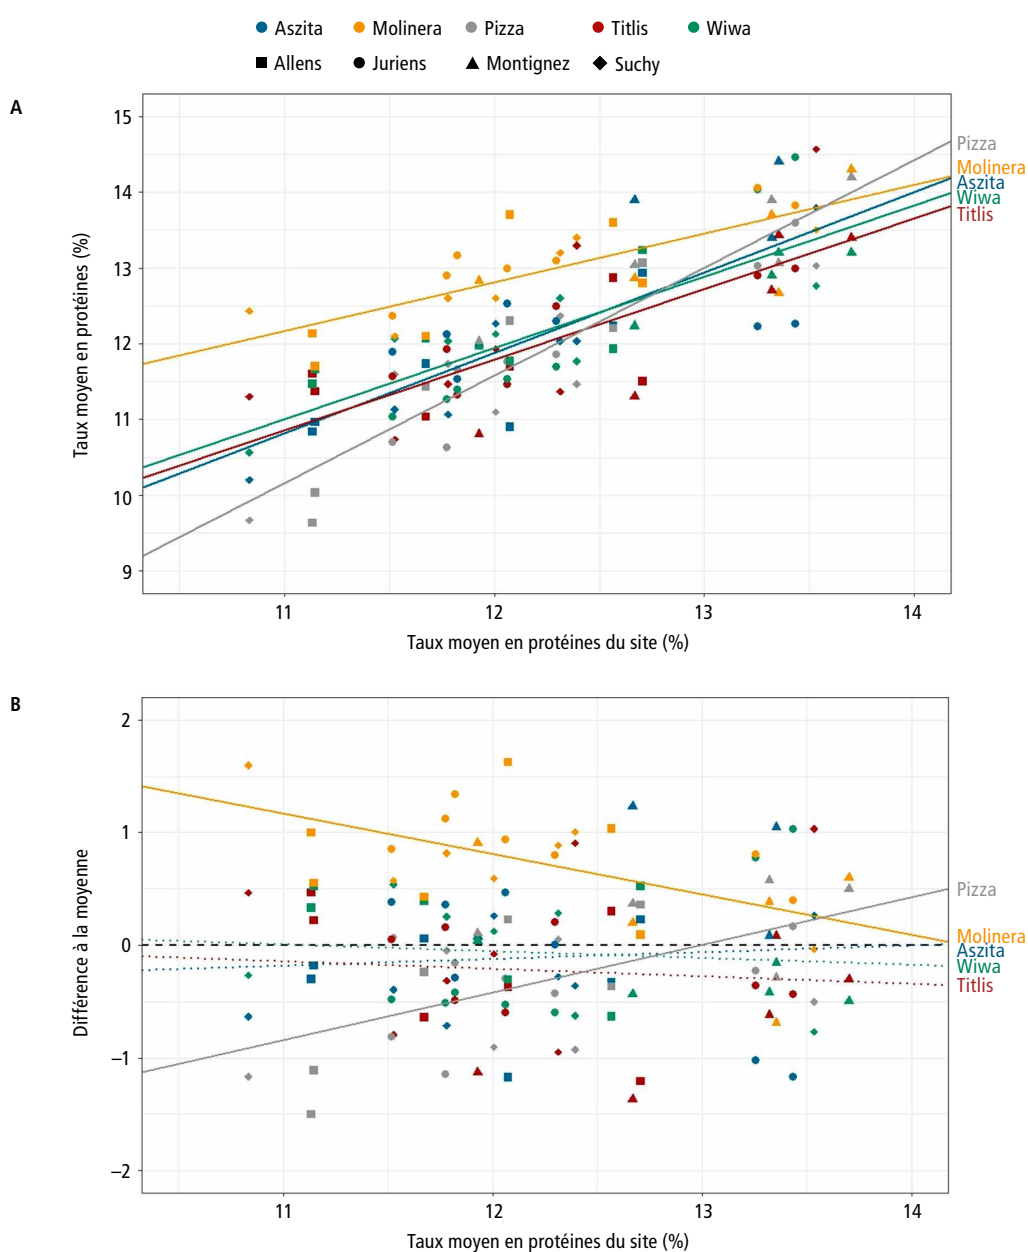 Aszita Molinera Pizza Titlis Wiwa
Allens Juriens Montignez Suchy
A
Taux moyen en protéines (%)
15
14
13
12
11
10
9
Pizza
Molinera
Aszita
Wiwa
Titlis
11 12 13 14
Taux moyen en protéines du site (%)
B
Différence à la moyenne
2
1
0
–1
–2
Pizza
Molinera
Aszita
Wiwa
Titlis
11 12 13 14
Taux moyen en protéines du site (%)